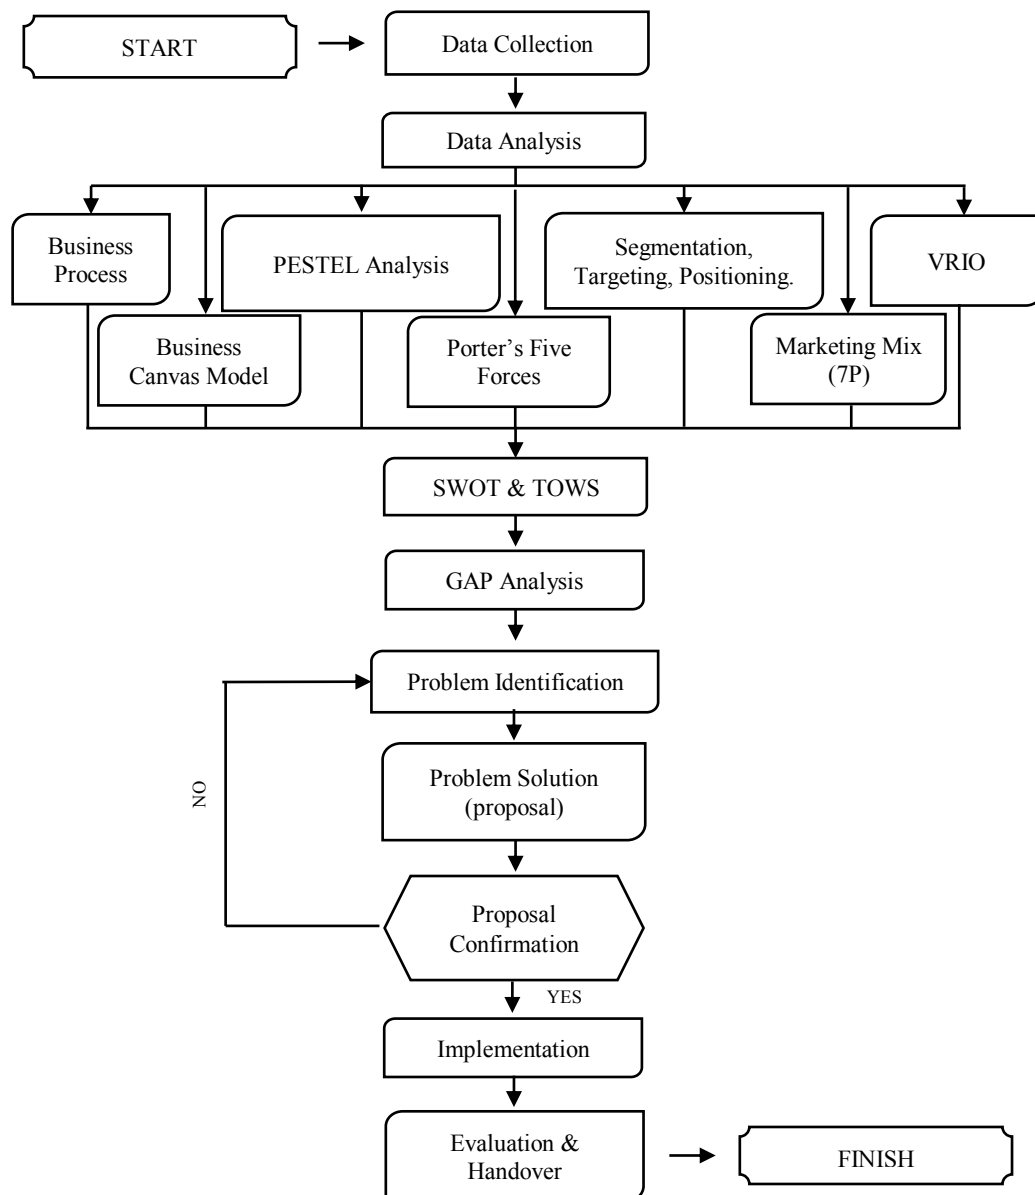 START
Data Collection
Data Analysis
Business
Process
PESTEL Analysis
Segmentation,
Targeting, Positioning.
VRIO
Business
Canvas Model
Porter’s Five
Forces
Marketing Mix
(7P)
SWOT & TOWS
GAP Analysis
Problem Identification
Problem Solution
(proposal)
NO
Proposal
Confirmation
YES
Implementation
Evaluation &
Handover
FINISH